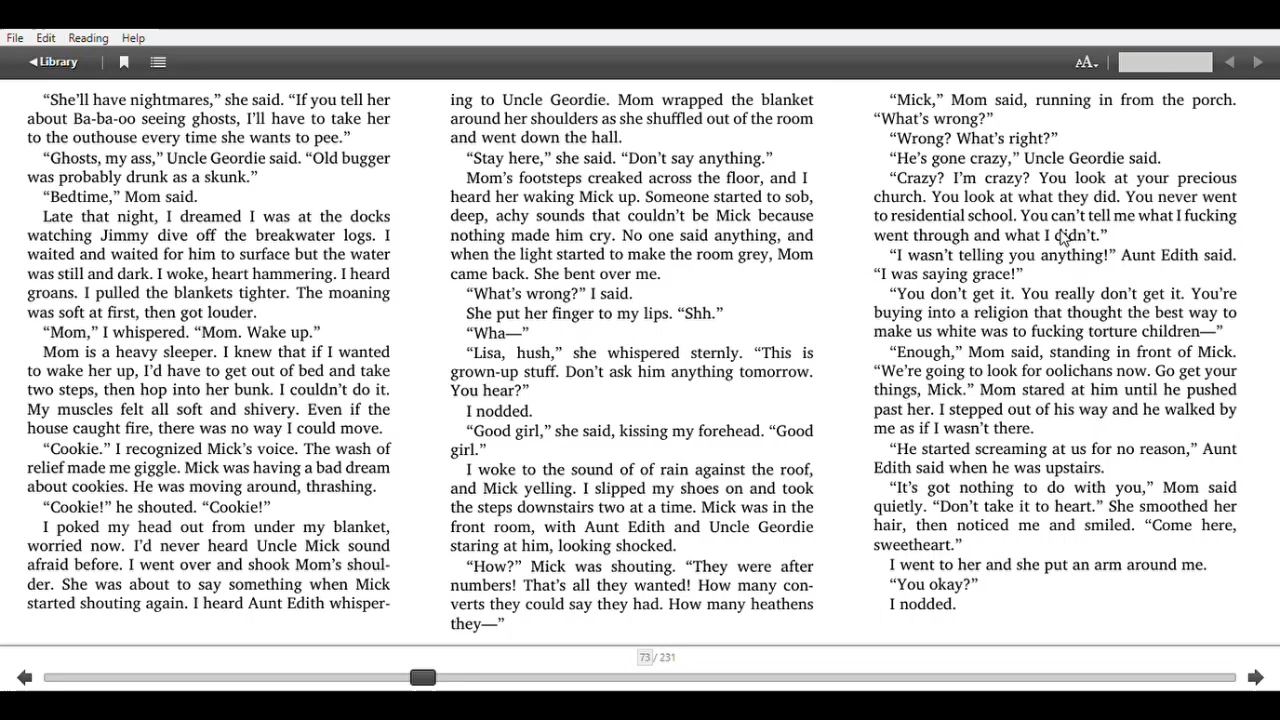 File Edit Reading Help
Library
AA
“She’ll have nightmares,” she said. “If you tell her
about Ba-ba-oo seeing ghosts, I’ll have to take her
to the outhouse every time she wants to pee.”
“Ghosts, my ass,” Uncle Geordie said. “Old bugger
was probably drunk as a skunk.”
“Bedtime,” Mom said.
Late that night, I dreamed I was at the docks
watching Jimmy dive off the breakwater logs. I
waited and waited for him to surface but the water
was still and dark. I woke, heart hammering. I heard
groans. I pulled the blankets tighter. The moaning
was soft at first, then got louder.
“Mom,” I whispered. “Mom. Wake up.”
Mom is a heavy sleeper. I knew that if I wanted
to wake her up, I’d have to get out of bed and take
two steps, then hop into her bunk. I couldn’t do it.
My muscles felt all soft and shivery. Even if the
house caught fire, there was no way I could move.
“Cookie.” I recognized Mick’s voice. The wash of
relief made me giggle. Mick was having a bad dream
about cookies. He was moving around, thrashing.
“Cookie!” he shouted. “Cookie!”
I poked my head out from under my blanket,
worried now. I’d never heard Uncle Mick sound
afraid before. I went over and shook Mom’s shoul-
der. She was about to say something when Mick
started shouting again. I heard Aunt Edith whisper-
ing to Uncle Geordie. Mom wrapped the blanket
around her shoulders as she shuffled out of the room
and went down the hall.
“Stay here,” she said. “Don’t say anything.”
Mom’s footsteps creaked across the floor, and I
heard her waking Mick up. Someone started to sob,
deep, achy sounds that couldn’t be Mick because
nothing made him cry. No one said anything, and
when the light started to make the room grey, Mom
came back. She bent over me.
“What’s wrong?” I said.
She put her finger to my lips. “Shh.”
“Wha—”
“Lisa, hush,” she whispered sternly. “This is
grown-up stuff. Don’t ask him anything tomorrow.
You hear?”
I nodded.
“Good girl,” she said, kissing my forehead. “Good
girl.”
I woke to the sound of of rain against the roof,
and Mick yelling. I slipped my shoes on and took
the steps downstairs two at a time. Mick was in the
front room, with Aunt Edith and Uncle Geordie
staring at him, looking shocked.
“How?” Mick was shouting. “They were after
numbers! That’s all they wanted! How many con-
verts they could say they had. How many heathens
they—”
“Mick,” Mom said, running in from the porch.
“What’s wrong?”
“Wrong? What’s right?”
“He’s gone crazy,” Uncle Geordie said.
“Crazy? I’m crazy? You look at your precious
church. You look at what they did. You never went
to residential school. You can’t tell me what I fucking
went through and what I didn’t.”
“I wasn’t telling you anything!” Aunt Edith said.
“I was saying grace!”
“You don’t get it. You really don’t get it. You’re
buying into a religion that thought the best way to
make us white was to fucking torture children—”
“Enough,” Mom said, standing in front of Mick.
“We’re going to look for oolichans now. Go get your
things, Mick.” Mom stared at him until he pushed
past her. I stepped out of his way and he walked by
me as if I wasn’t there.
“He started screaming at us for no reason,” Aunt
Edith said when he was upstairs.
“It’s got nothing to do with you,” Mom said
quietly. “Don’t take it to heart.” She smoothed her
hair, then noticed me and smiled. “Come here,
sweetheart.”
I went to her and she put an arm around me.
“You okay?”
I nodded.
73 / 231